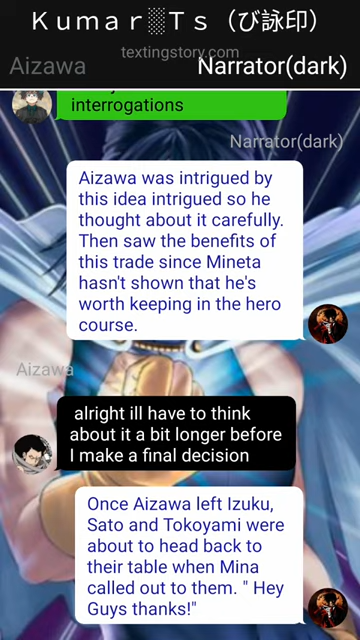 Ｋｕｍａｒ░Ｔｓ（び詠印）
textingstory.com
Aizawa
Narrator(dark)
interrogations
Narrator(dark)
Aizawa was intrigued by
this idea intrigued so he
thought about it carefully.
Then saw the benefits of
this trade since Mineta
hasn't shown that he's
worth keeping in the hero
course.
Aizawa
alright ill have to think
about it a bit longer before
I make a final decision
Once Aizawa left Izuku,
Sato and Tokoyami were
about to head back to
their table when Mina
called out to them. " Hey
Guys thanks!"